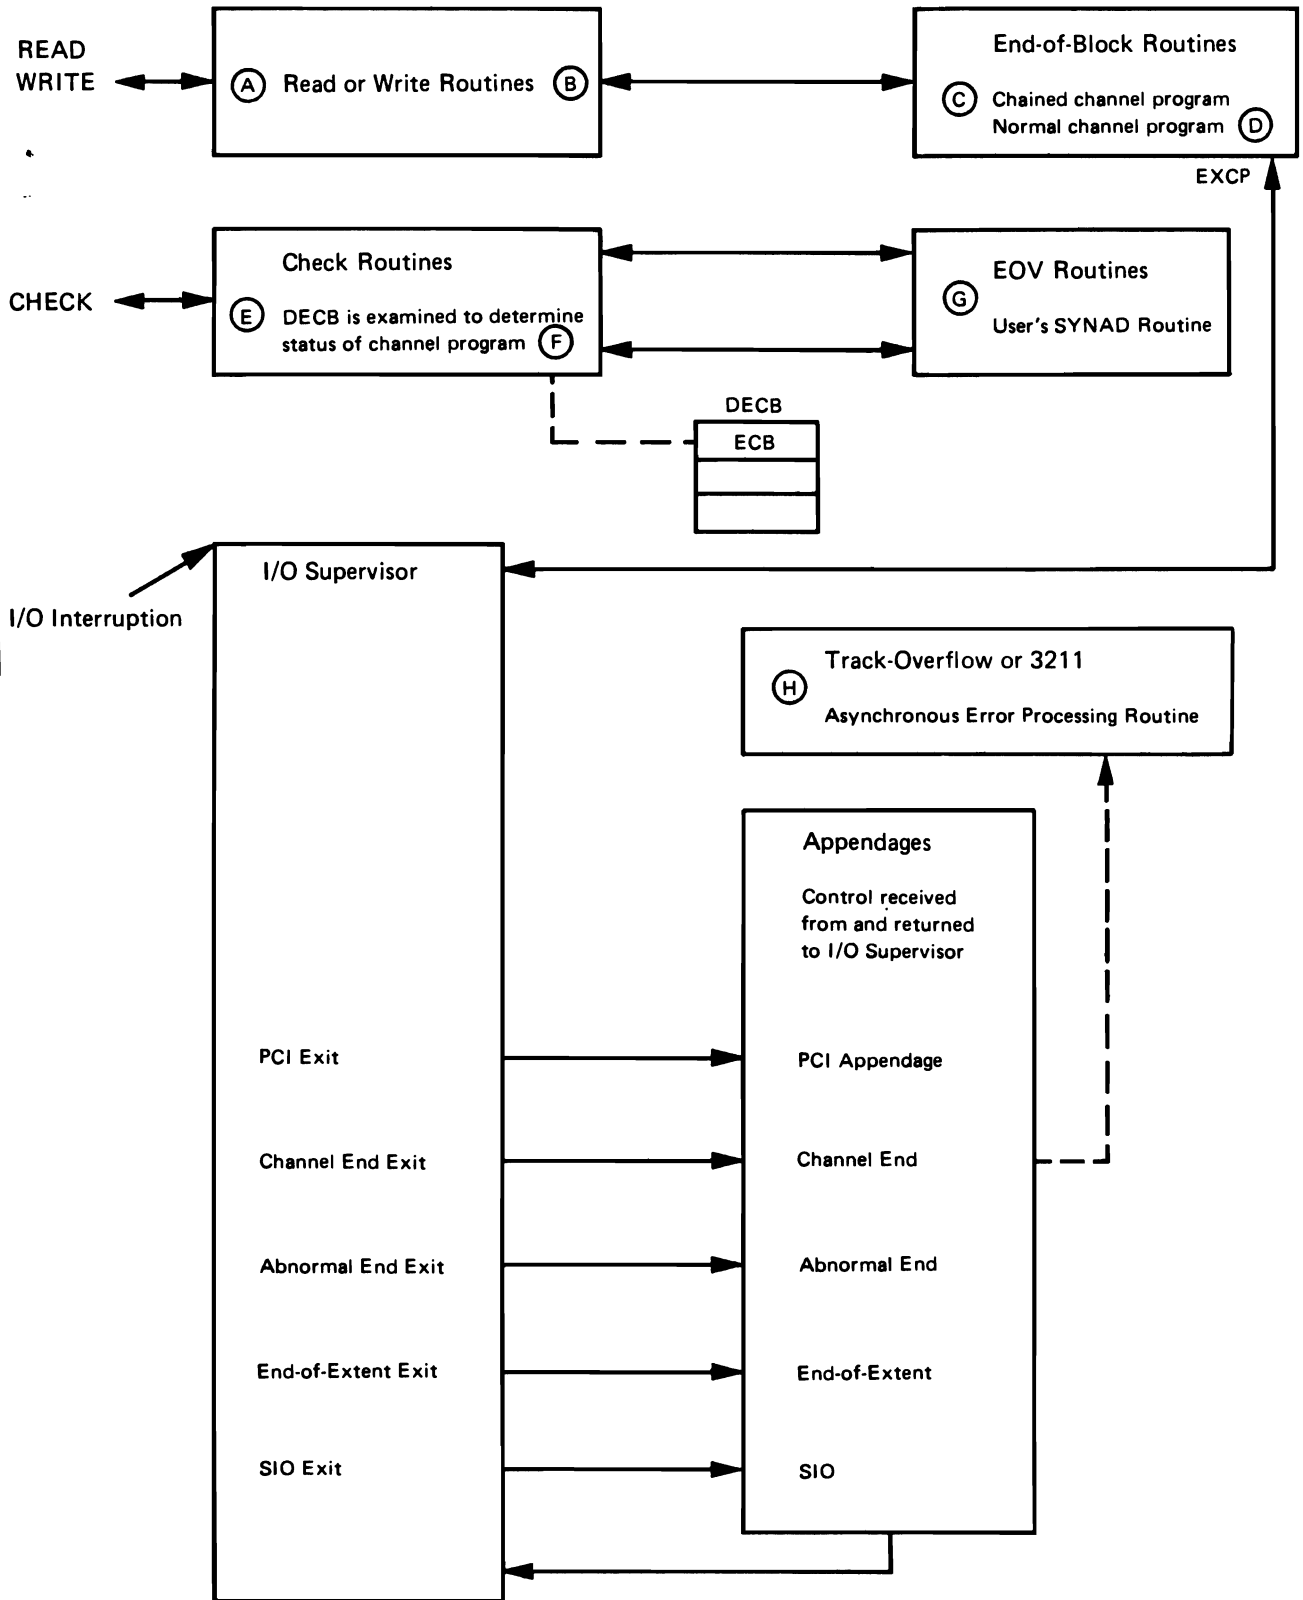 READ
WRITE
A Read or Write Routines B
End-of-Block Routines
C Chained channel program
Normal channel program D
EXCP
CHECK
Check Routines
E DECB is examined to determine
status of channel program F
EOV Routines
G
User's SYNAD Routine
DECB
ECB
I/O Supervisor
I/O Interruption
Track-Overflow or 3211
H
Asynchronous Error Processing Routine
Appendages
Control received
from and returned
to I/O Supervisor
PCI Exit
PCI Appendage
Channel End Exit
Channel End
Abnormal End Exit
Abnormal End
End-of-Extent Exit
End-of-Extent
SIO Exit
SIO